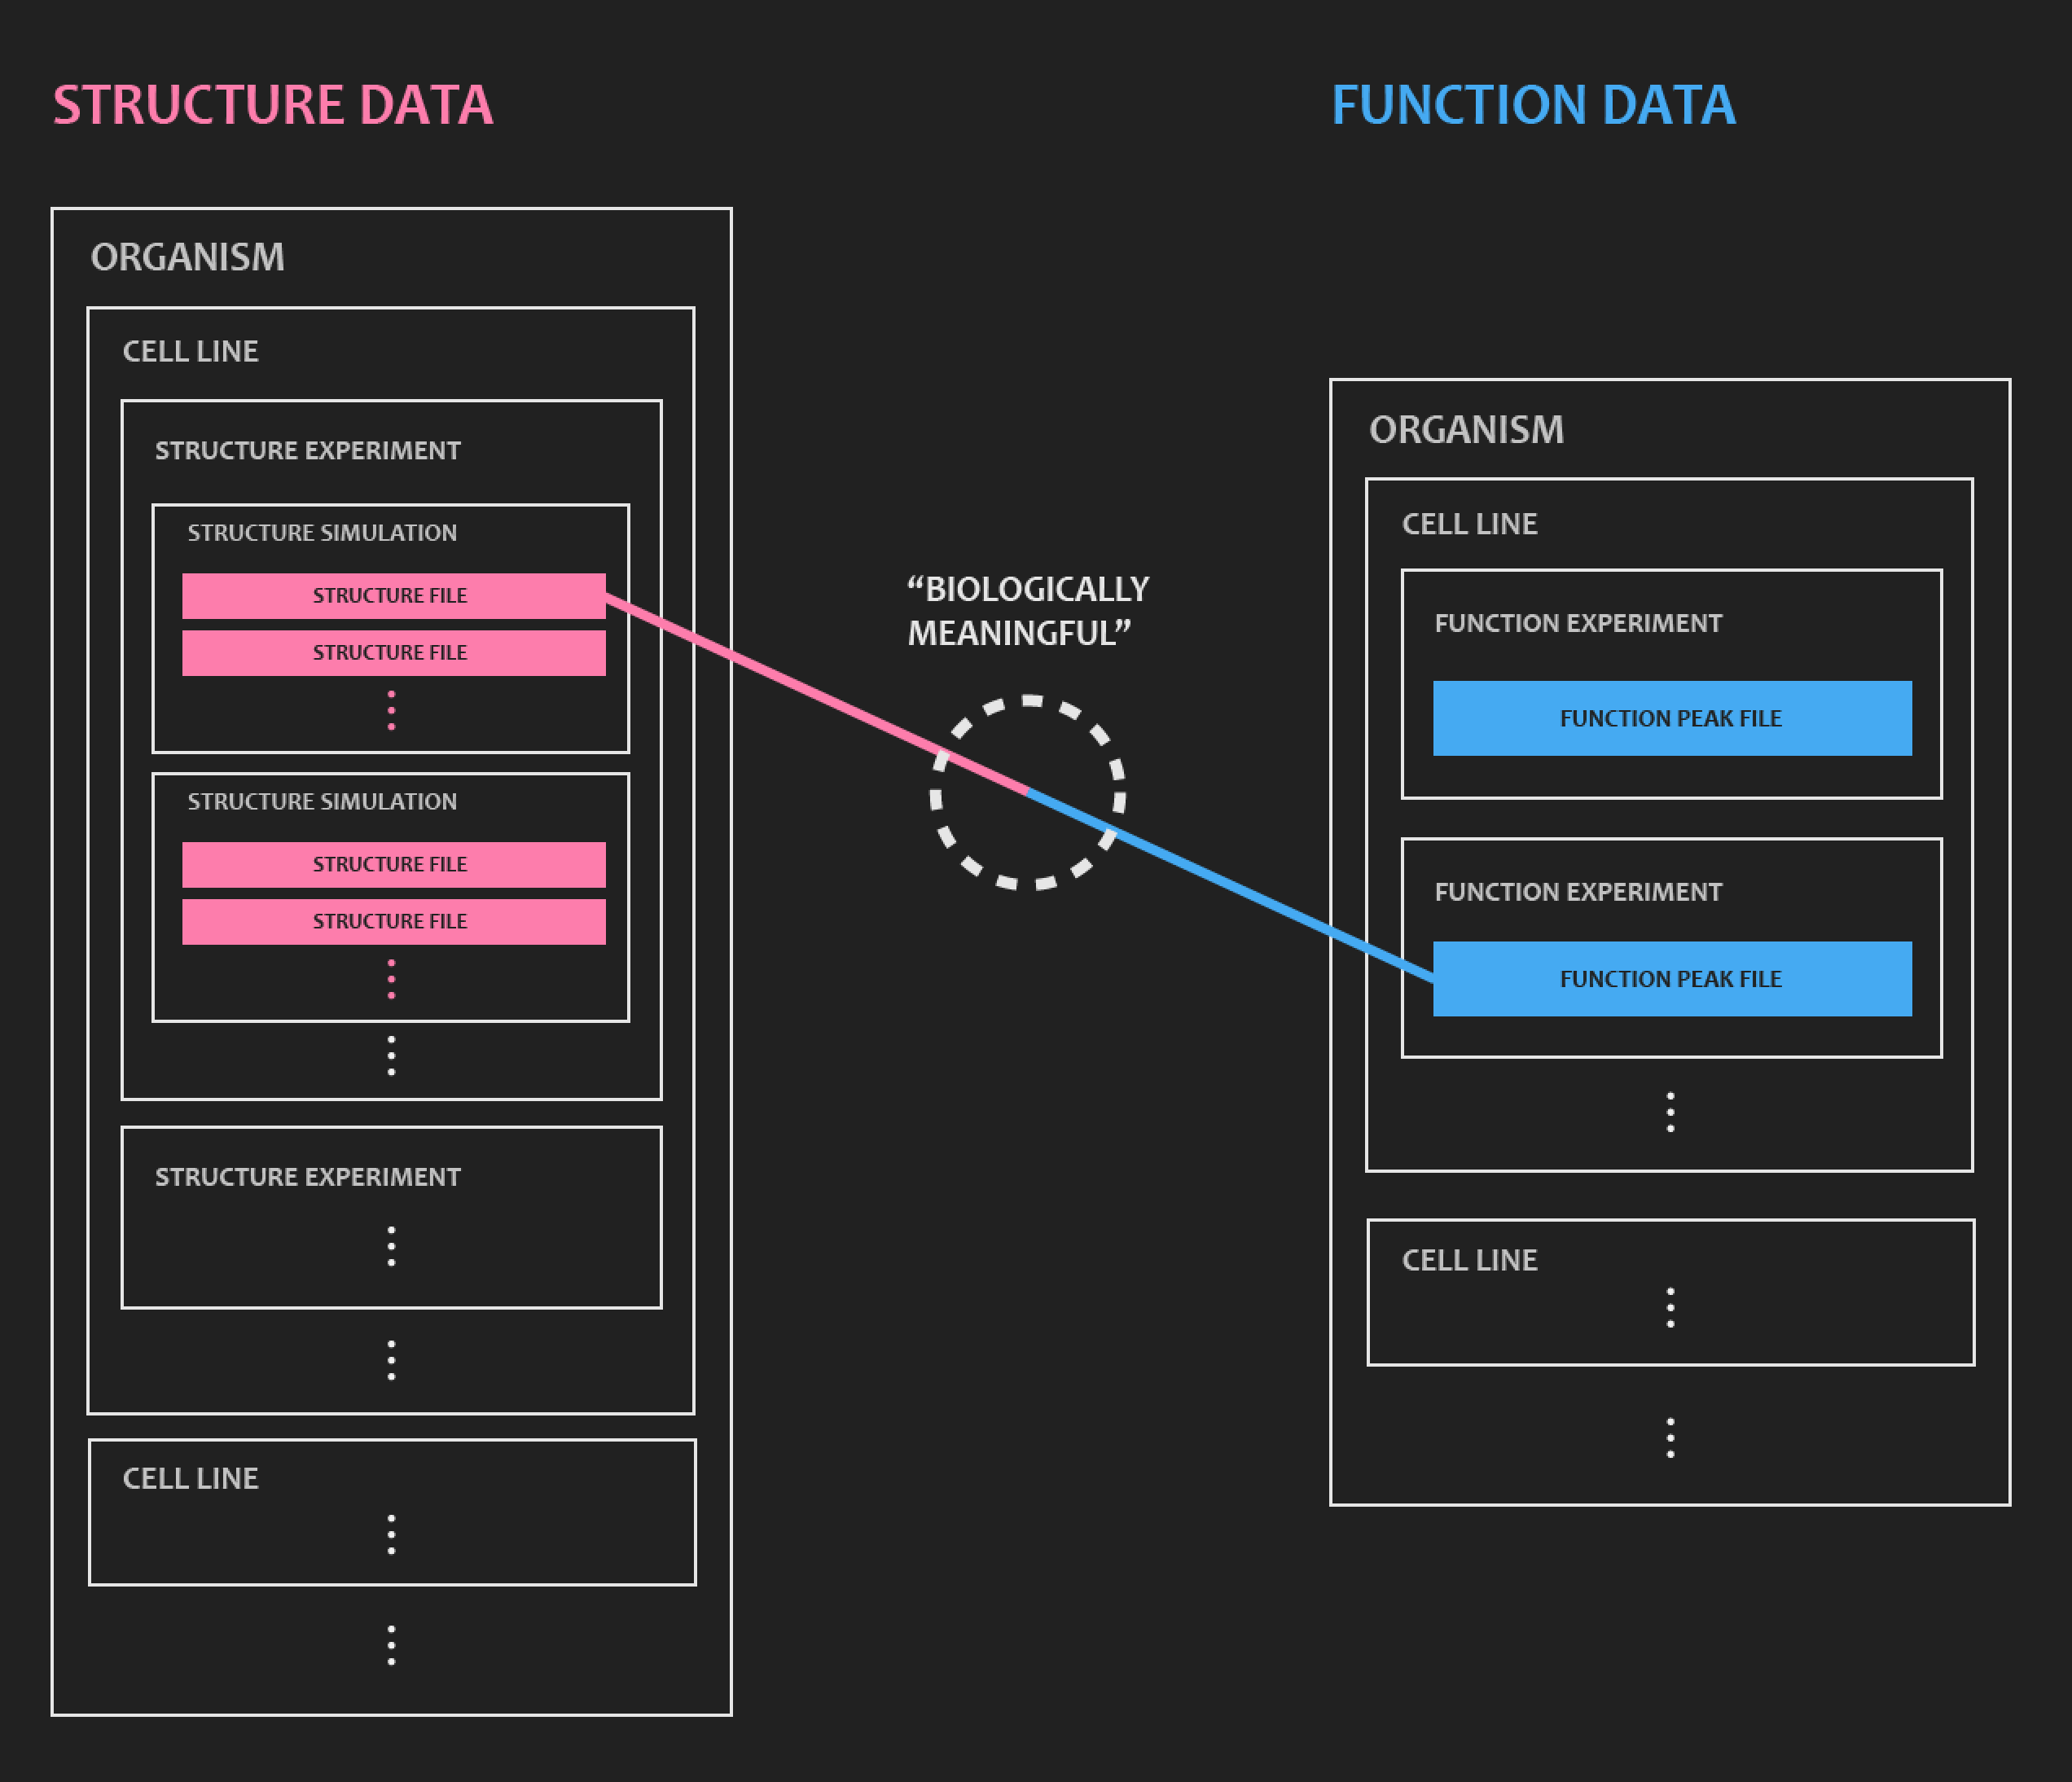 STRUCTURE DATA
ORGANISM
CELL LINE
STRUCTURE EXPERIMENT
STRUCTURE SIMULATION
STRUCTURE FILE
STRUCTURE FILE
STRUCTURE SIMULATION
STRUCTURE FILE
STRUCTURE FILE
STRUCTURE EXPERIMENT
CELL LINE
“BIOLOGICALLY
MEANINGFUL”
FUNCTION DATA
ORGANISM
CELL LINE
FUNCTION EXPERIMENT
FUNCTION PEAK FILE
FUNCTION EXPERIMENT
FUNCTION PEAK FILE
CELL LINE